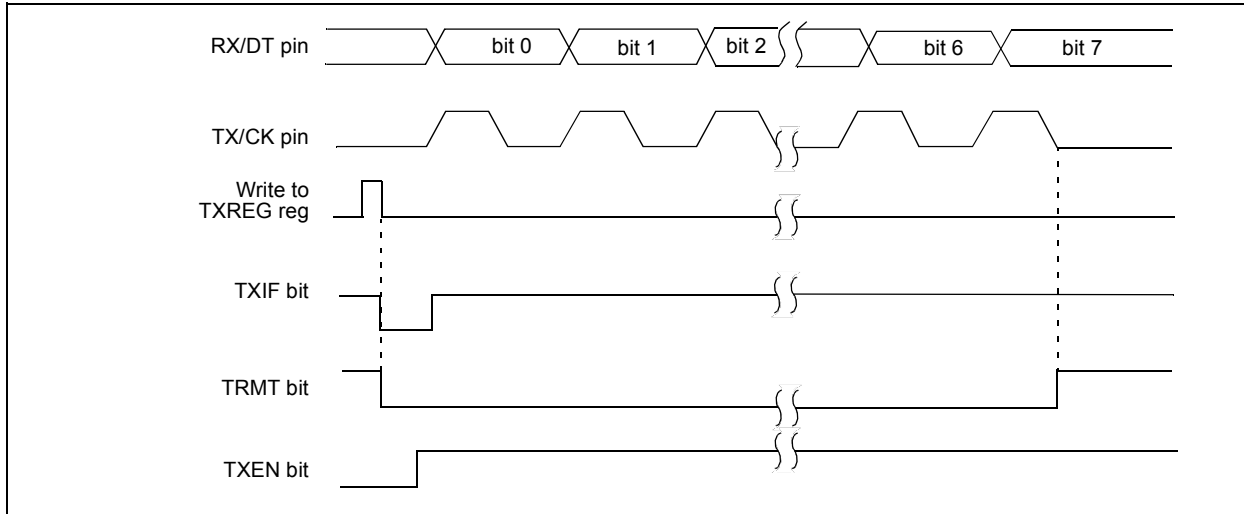 RX/DT pin
bit 0
bit 1
bit 2
bit 6
bit 7
TX/CK pin
Write to
TXREG reg
TXIF bit
TRMT bit
TXEN bit